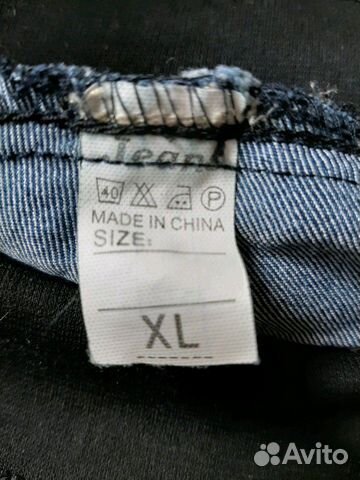 Jeans
40 P
MADE IN CHINA
SIZE:
XL
Avito